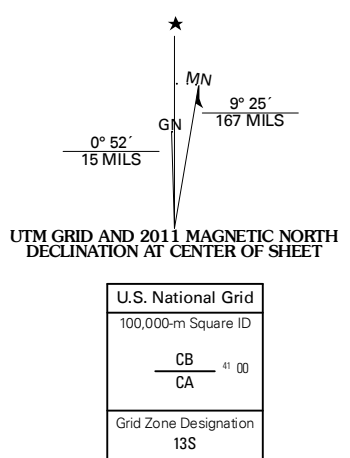 ★
MN
9° 25´
167 MILS
GN
0° 52´
15 MILS
UTM GRID AND 2011 MAGNETIC NORTH
DECLINATION AT CENTER OF SHEET
U.S. National Grid
100,000-m Square ID
CB
41 00
CA
Grid Zone Designation
13S